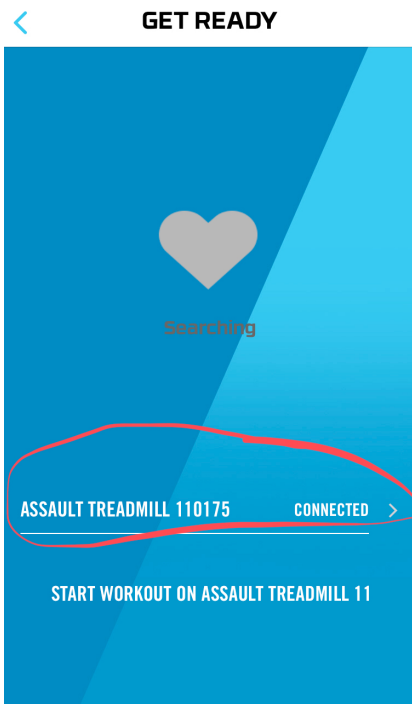 GET READY
Searching
ASSAULT TREADMILL 110175 CONNECTED
START WORKOUT ON ASSAULT TREADMILL 11